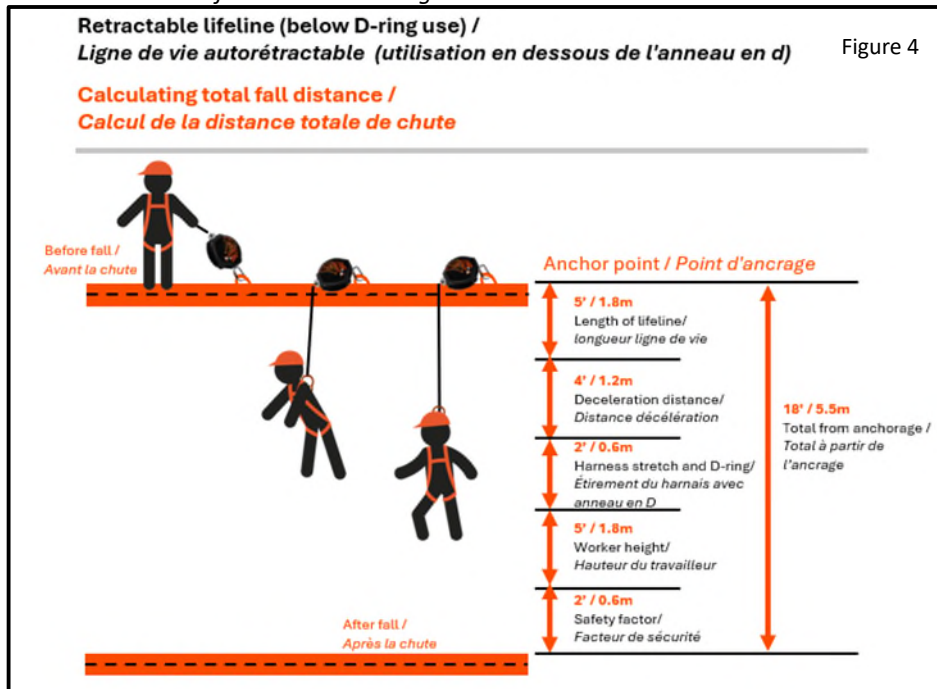 Retractable lifeline (below D-ring use) /
Ligne de vie autorétractable (utilisation en dessous de l'anneau en d)
Figure 4
Calculating total fall distance /
Calcul de la distance totale de chute
Before fall /
Avant la chute
Anchor point / Point d'ancrage
5' / 1.8m
Length of lifeline/
longueur ligne de vie
4' / 1.2m
Deceleration distance/
Distance décélération
2' / 0.6m
Harness stretch and D-ring/
Étirement du harnais avec
anneau en D
5' / 1.8m
Worker height/
Hauteur du travailleur
2' / 0.6m
Safety factor/
Facteur de sécurité
18' / 5.5m
Total from anchorage /
Total à partir de
l'ancrage
After fall /
Après la chute